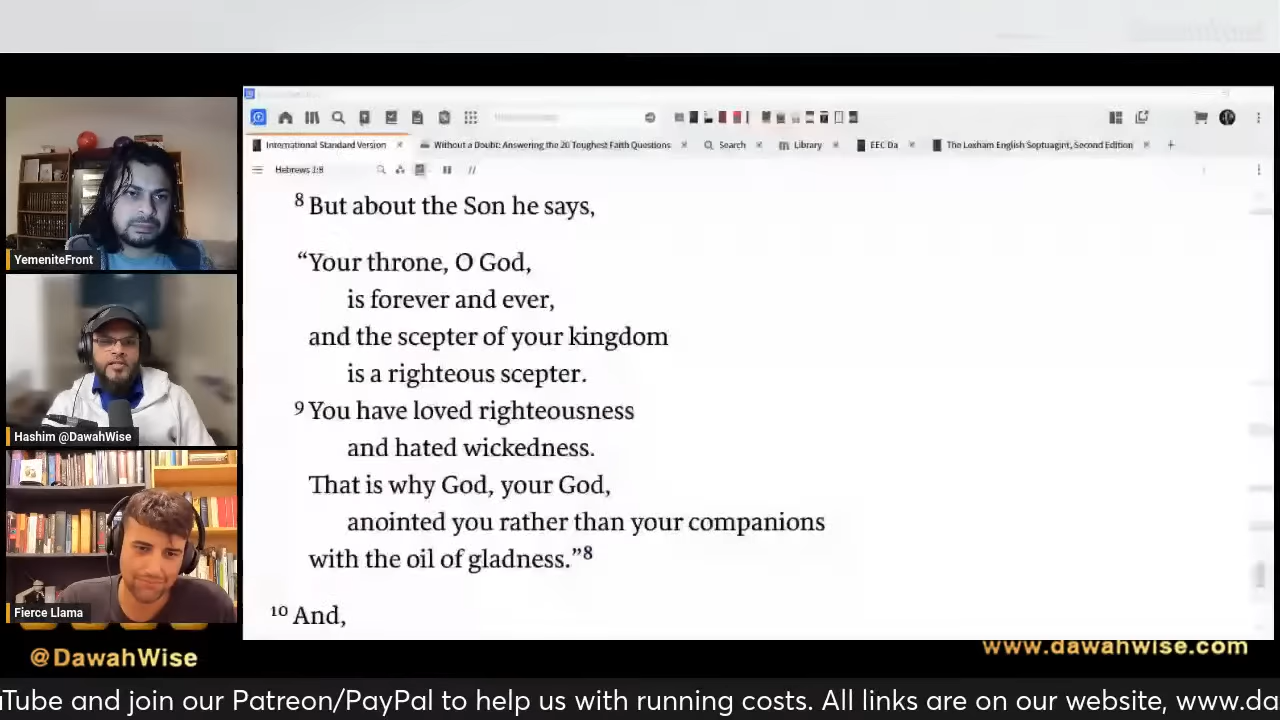 International Standard Version
Without a Doubt: Answering the 20 Toughest Faith Questions
Search
Library
EEC Da
The Lexham English Septuagint, Second Edition
Hebrews 1:8
8 But about the Son he says,
“Your throne, O God,
is forever and ever,
and the scepter of your kingdom
is a righteous scepter.
9 You have loved righteousness
and hated wickedness.
That is why God, your God,
anointed you rather than your companions
with the oil of gladness.”8
10 And,
YemeniteFront
Hashim @DawahWise
Fierce Llama
@DawahWise
www.dawahwise.com
uTube and join our Patreon/PayPal to help us with running costs. All links are on our website, www.da